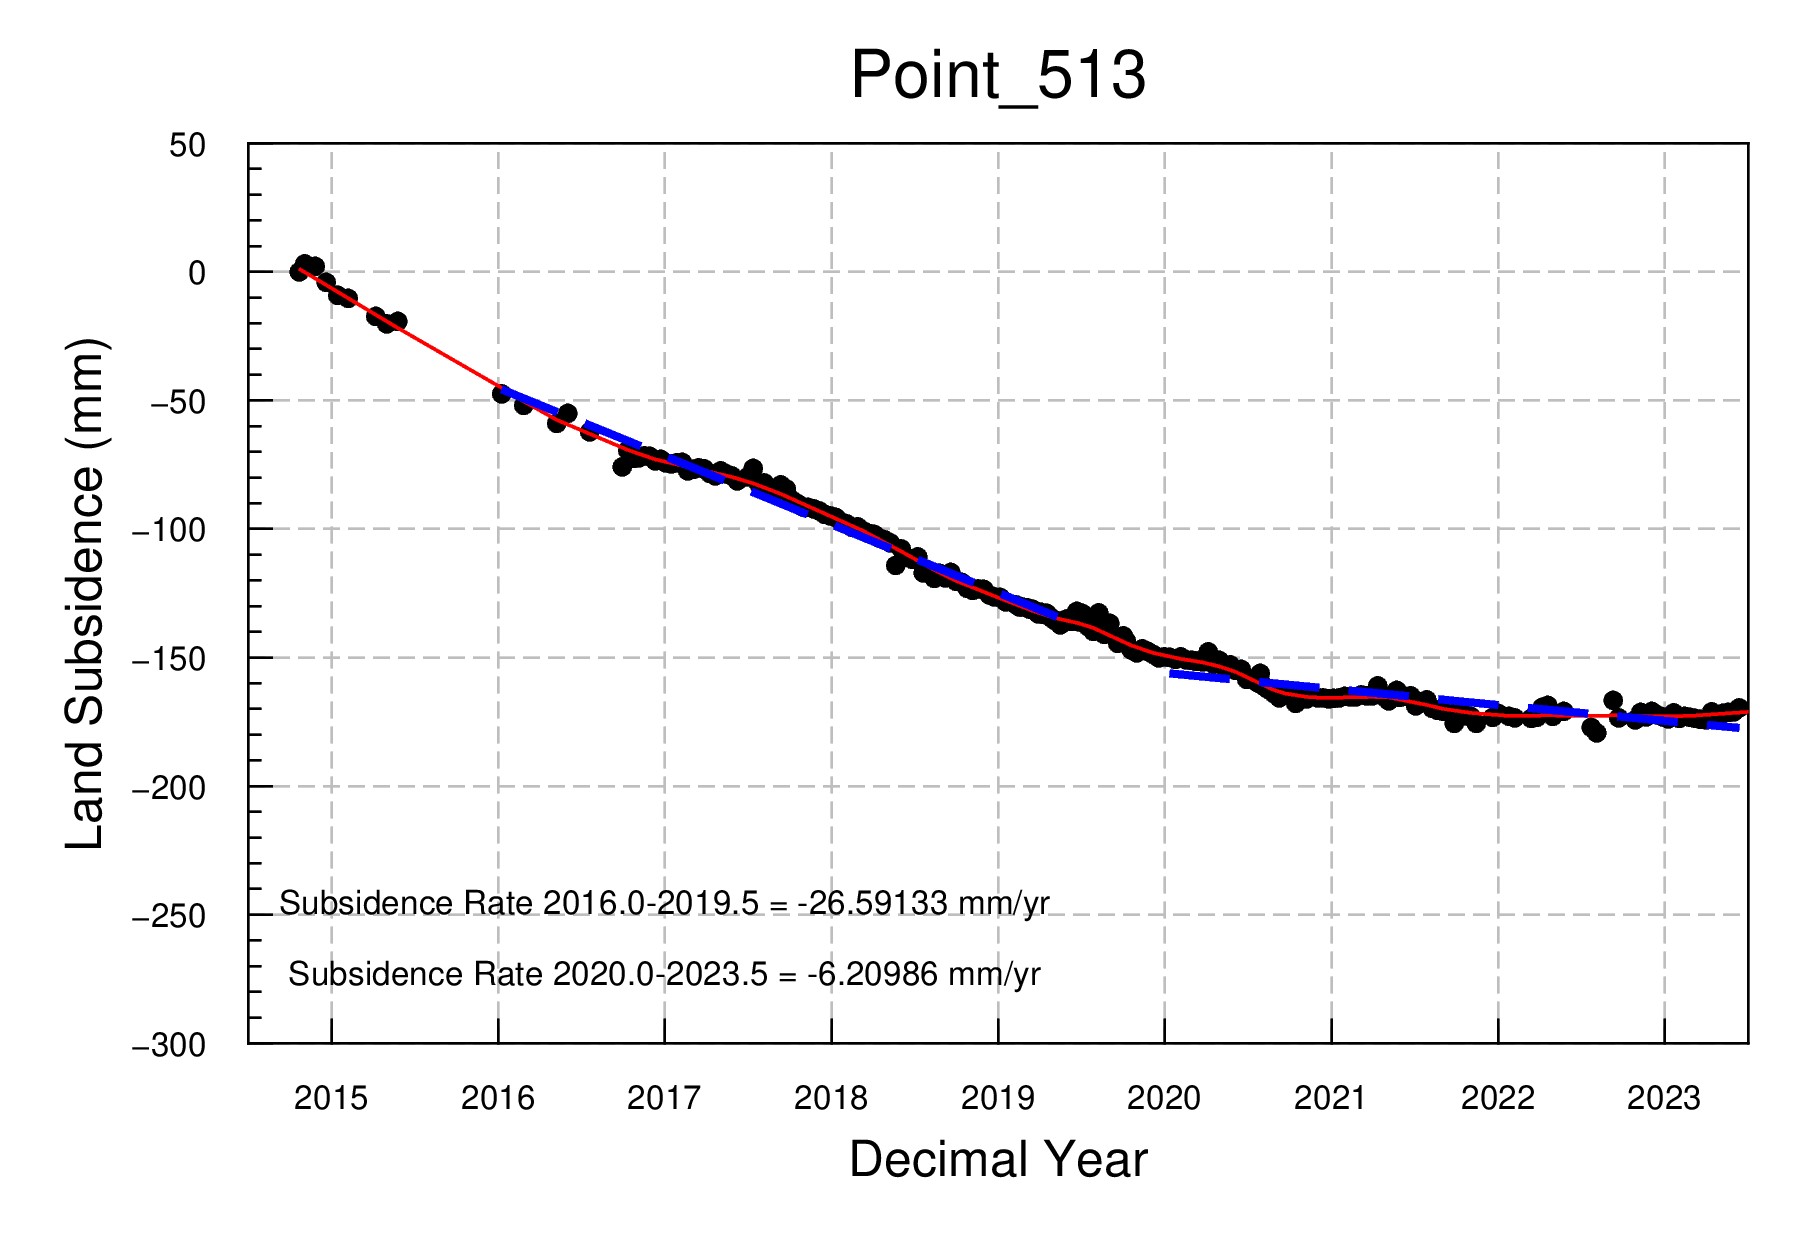 Point_513
50
0
−50
−100
−150
−200
−250
−300
Land Subsidence (mm)
Subsidence Rate 2016.0-2019.5 = -26.59133 mm/yr
Subsidence Rate 2020.0-2023.5 = -6.20986 mm/yr
2015 2016 2017 2018 2019 2020 2021 2022 2023
Decimal Year